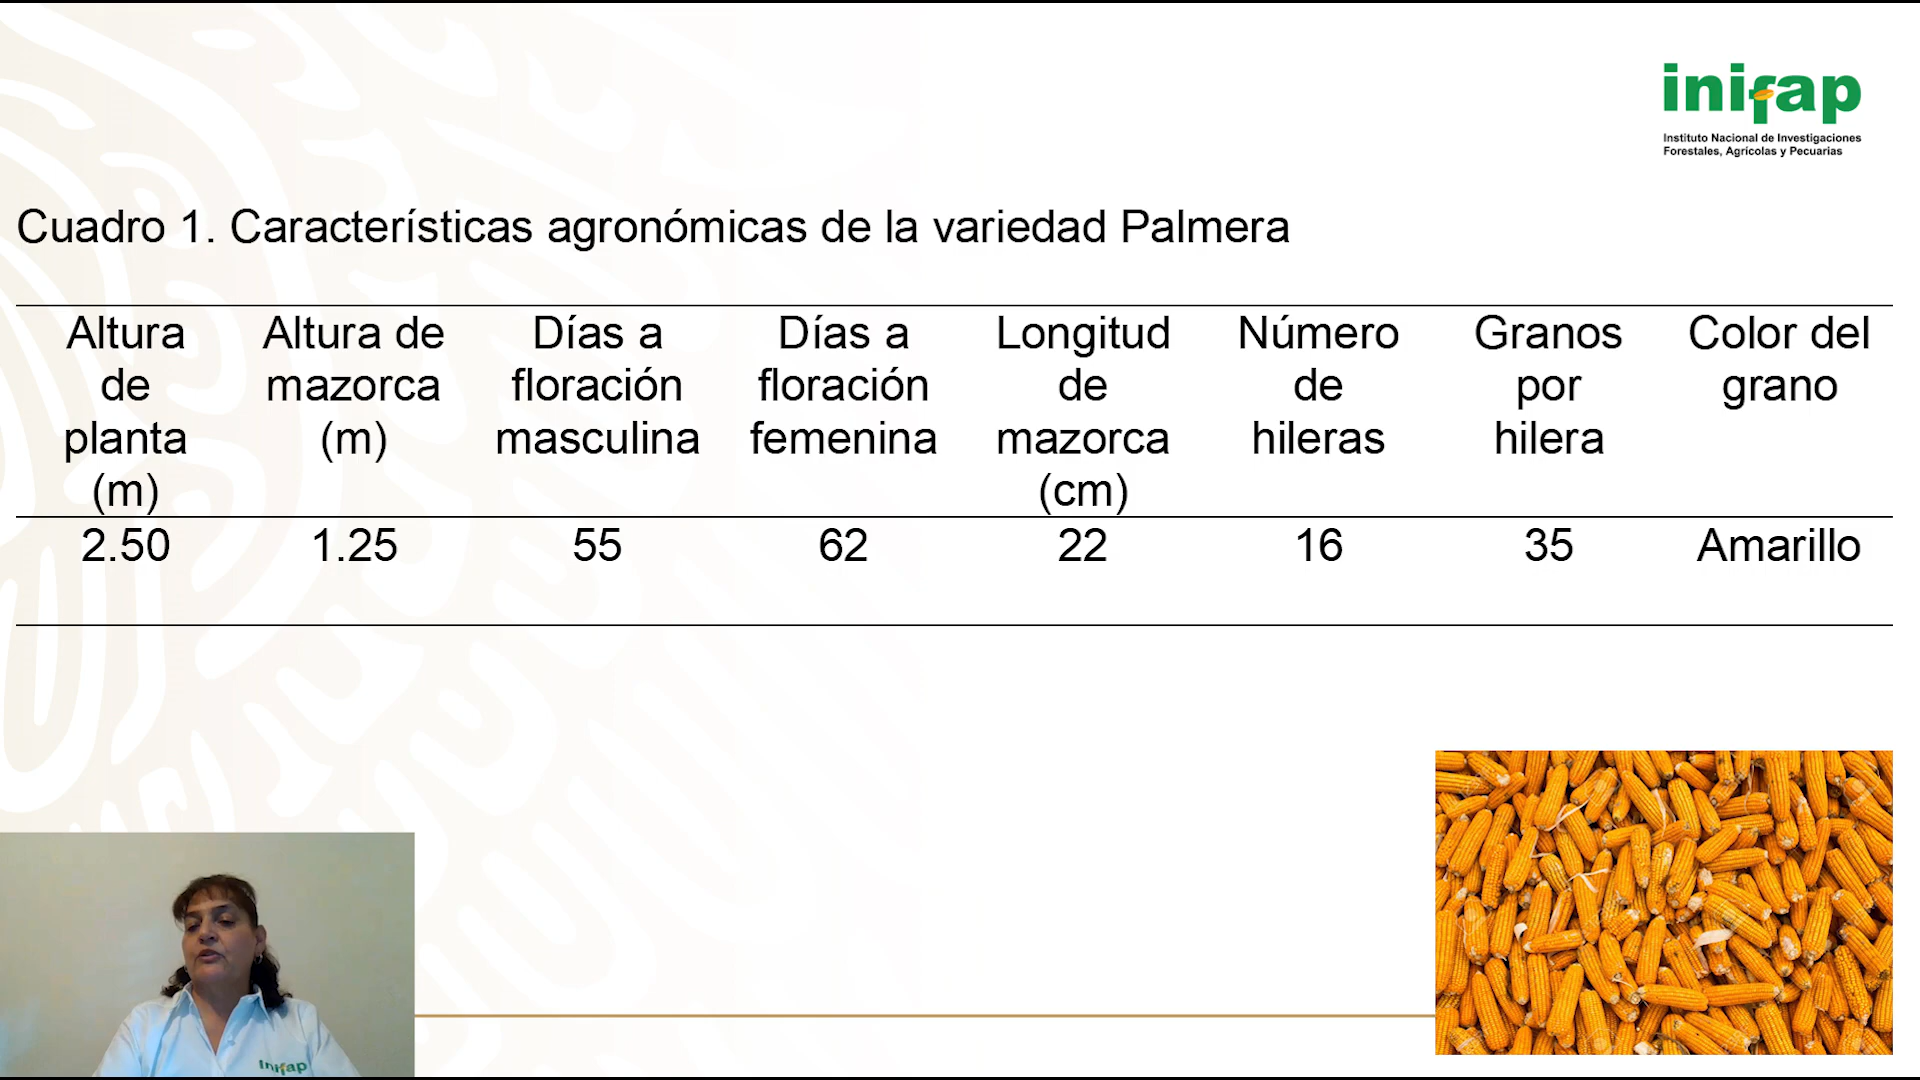 inifap
Instituto Nacional de Investigaciones
Forestales, Agrícolas y Pecuarias
Cuadro 1. Características agronómicas de la variedad Palmera
Altura de planta (m)
Altura de mazorca (m)
Días a floración masculina
Días a floración femenina
Longitud de mazorca (cm)
Número de hileras
Granos por hilera
Color del grano
2.50 1.25 55 62 22 16 35 Amarillo
inifap